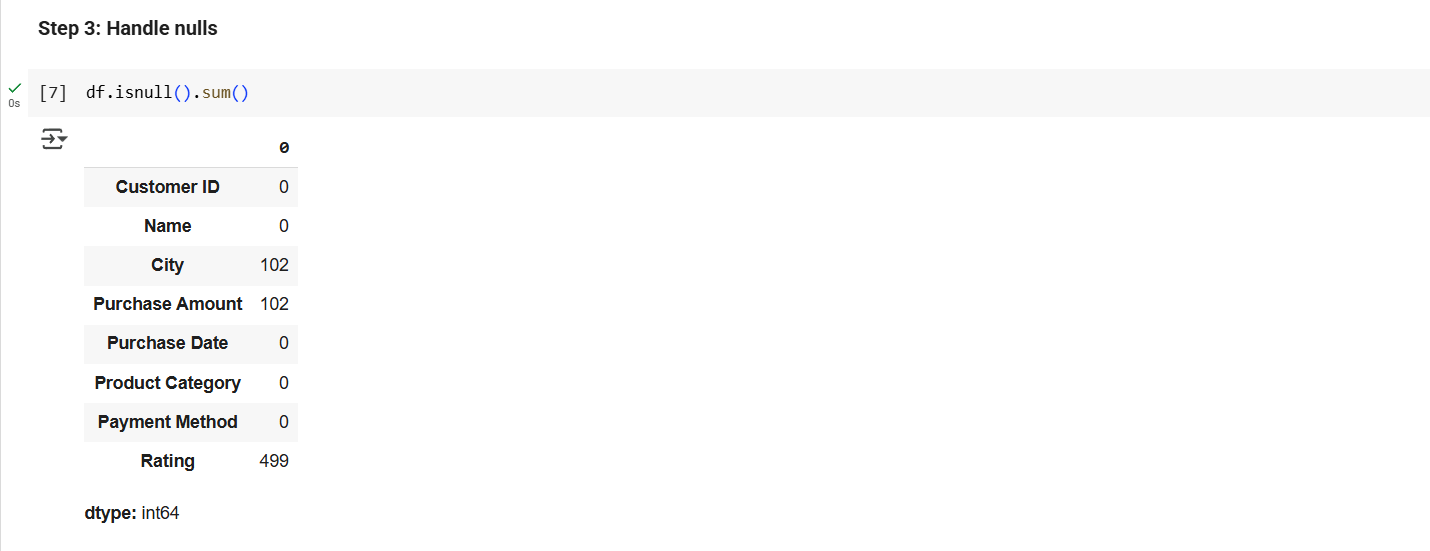 Step 3: Handle nulls
[7] df.isnull().sum()
0s
0
Customer ID 0
Name 0
City 102
Purchase Amount 102
Purchase Date 0
Product Category 0
Payment Method 0
Rating 499
dtype: int64